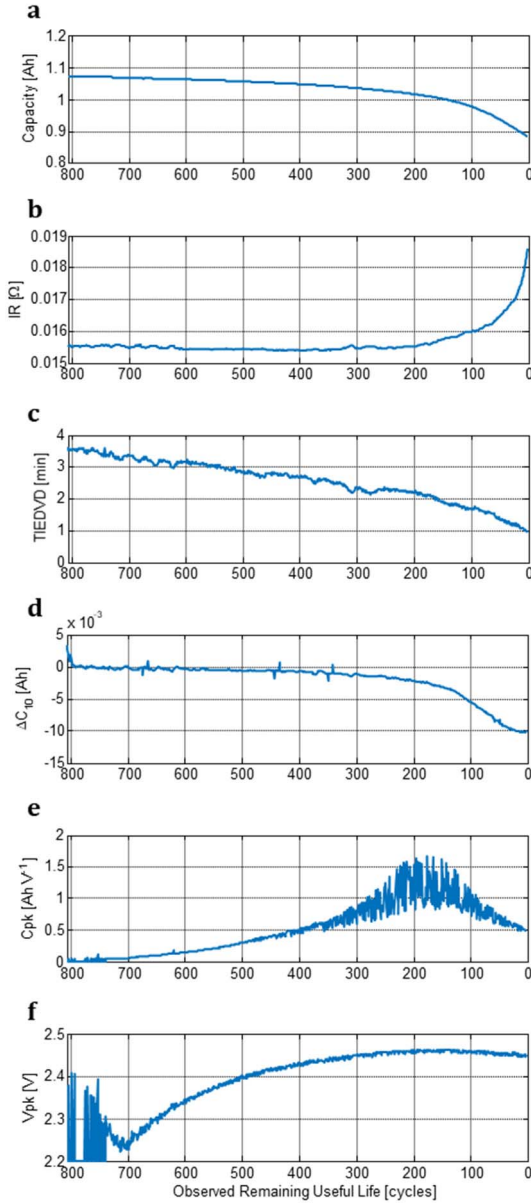 a
1.2
1.1
1
0.9
0.8
Capacity [Ah]
800 700 600 500 400 300 200 100 0
b
0.019
0.018
0.017
0.016
0.015
IR [Ω]
800 700 600 500 400 300 200 100 0
c
4
3
2
1
0
TIEDVD [min]
800 700 600 500 400 300 200 100 0
d
x 10⁻³
5
0
-5
-10
-15
ΔC₁₀ [Ah]
800 700 600 500 400 300 200 100 0
e
2
1.5
1
0.5
0
Cpk [Ah V⁻¹]
800 700 600 500 400 300 200 100 0
f
2.5
2.4
2.3
2.2
Vpk [V]
800 700 600 500 400 300 200 100 0
Observed Remaining Useful Life [cycles]